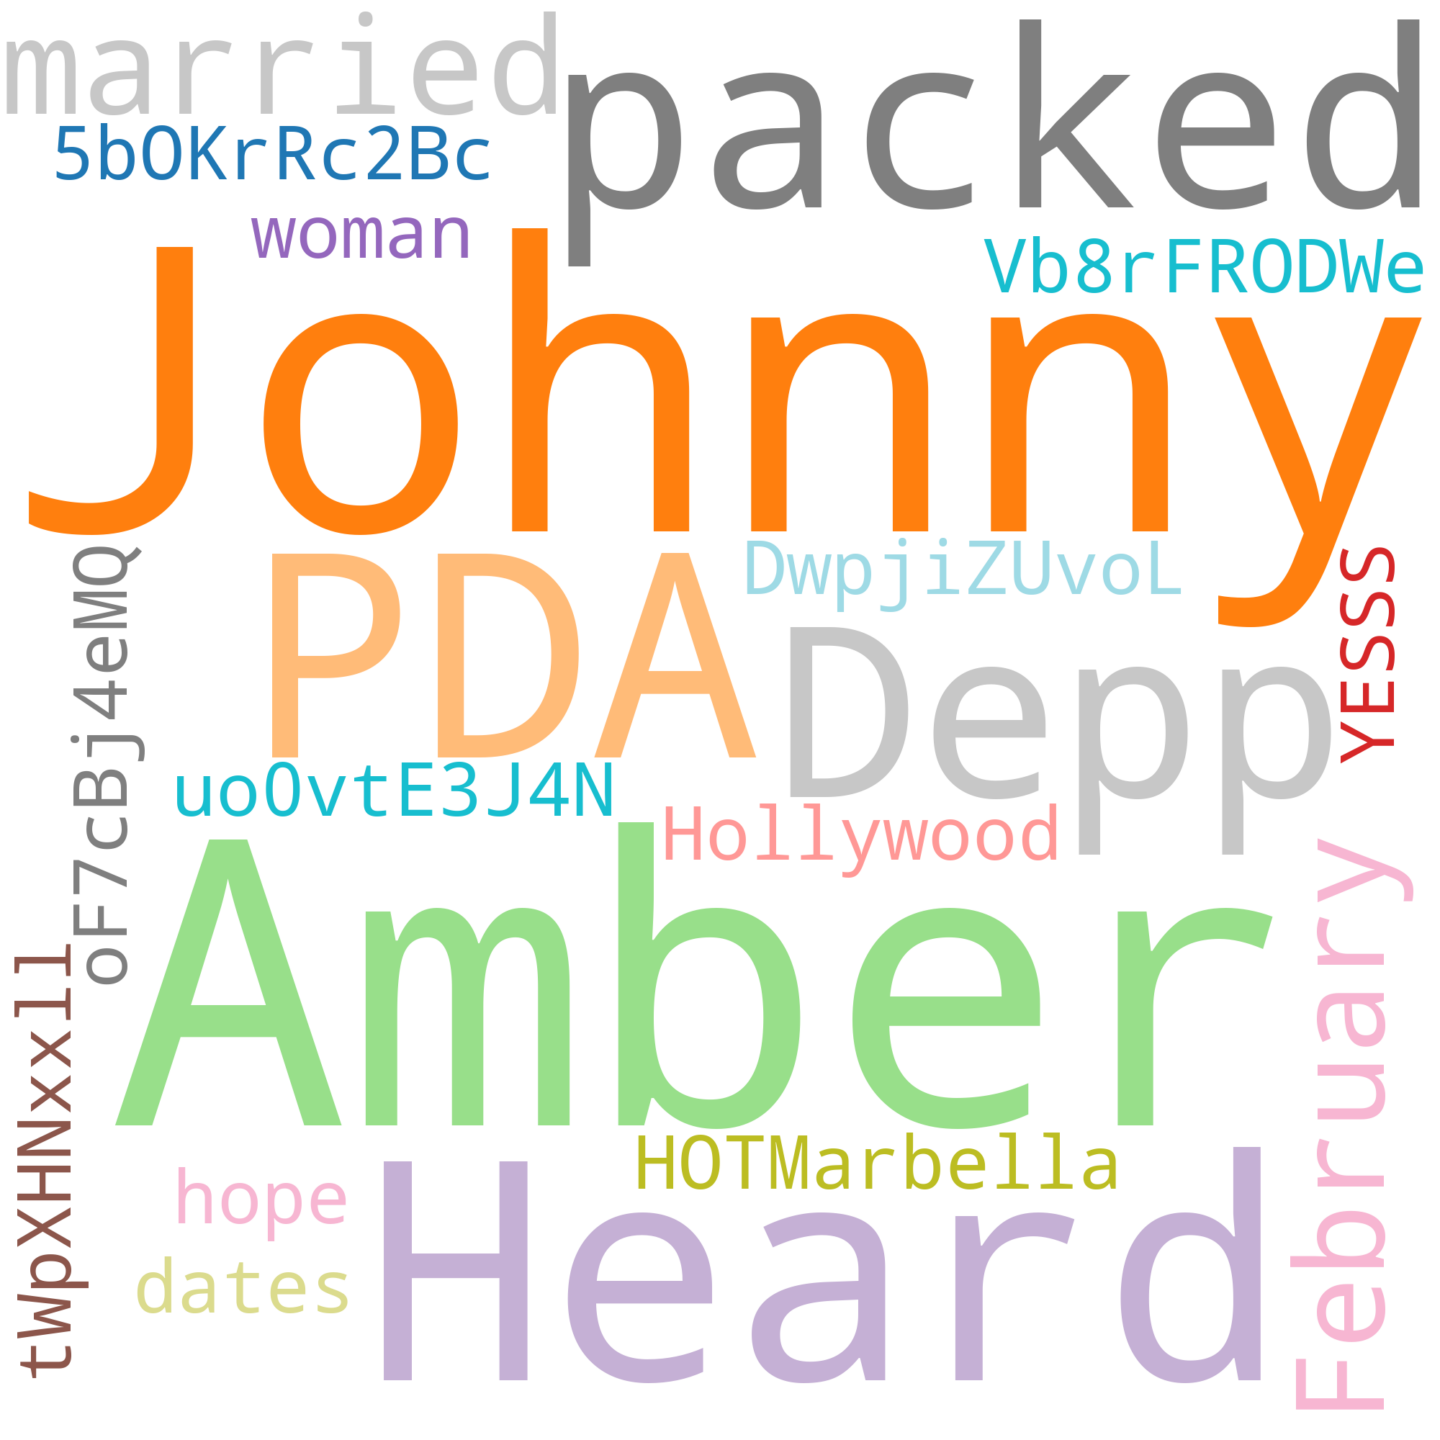 married
packed
5bOKrRc2Bc
woman
Vb8rFRODWe
Johnny
PDA
DwpjiZUvoL
YESSS
oF7cBj4eMQ
Depp
uo0vtE3J4N
Hollywood
Amber
February
tWpXHNxxll
HOTMarbella
hope
Heard
dates